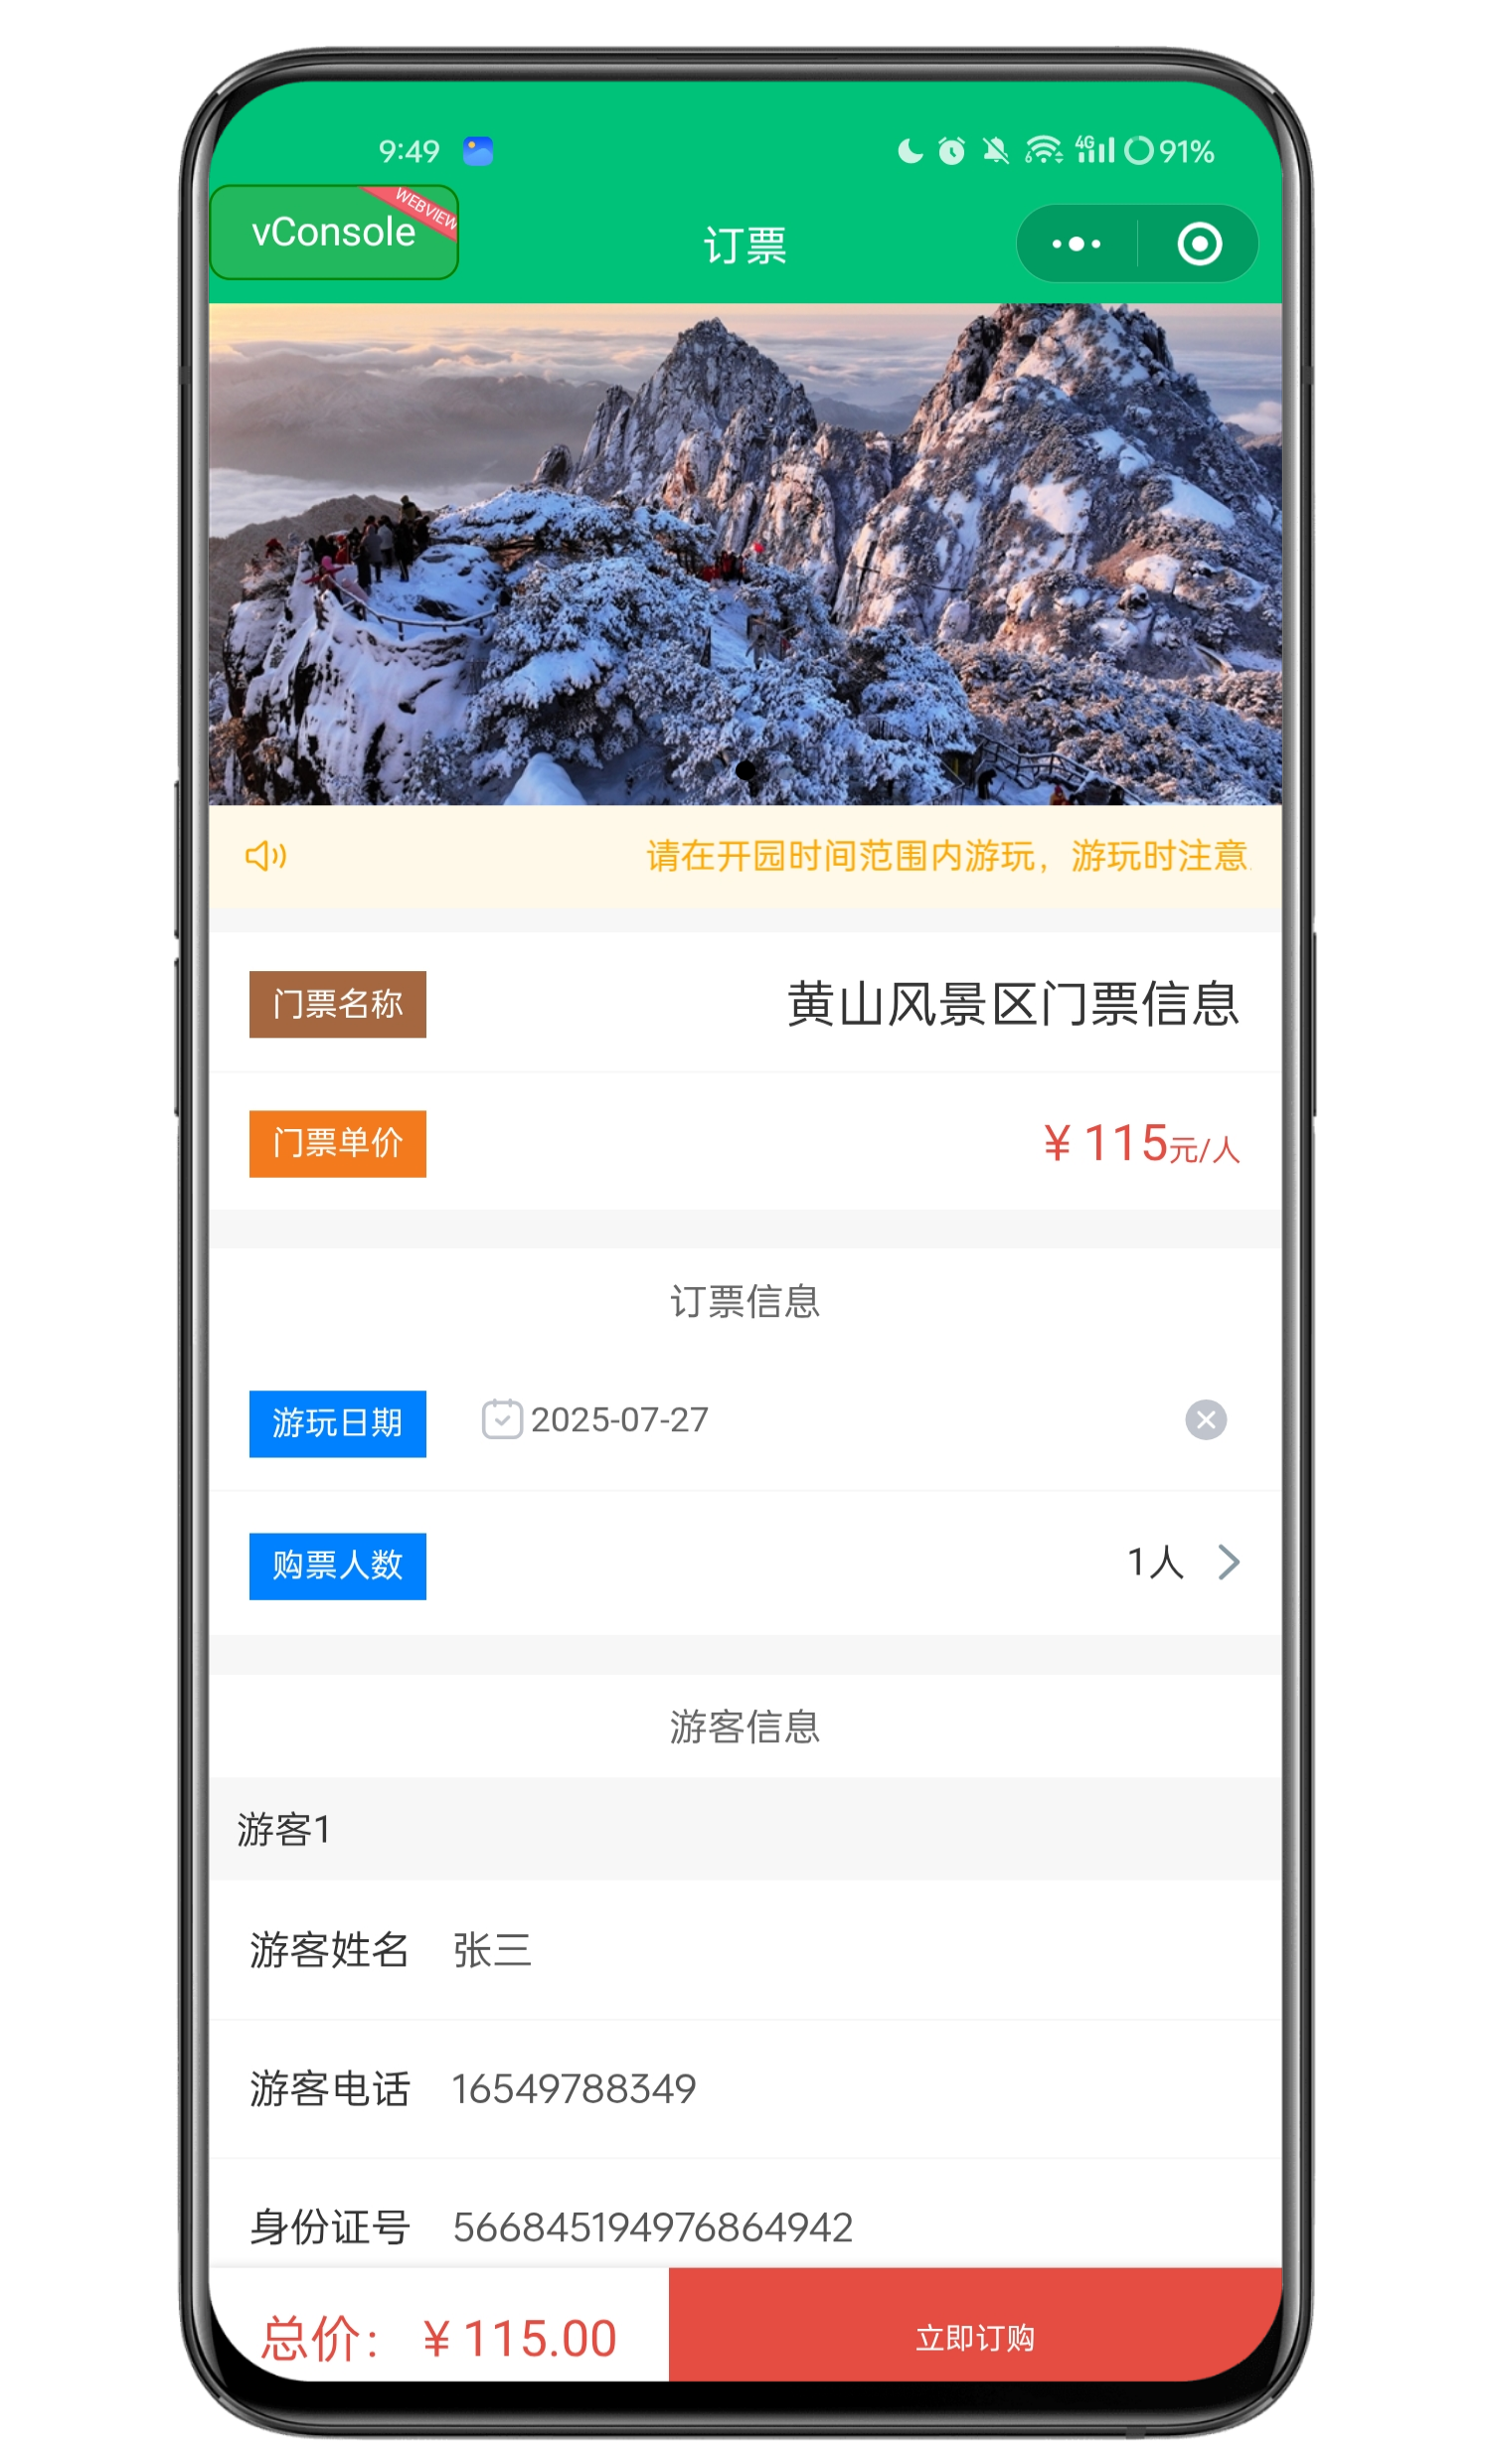 9:49
4G
91%
vConsole
WEBVIEW
订票
请在开园时间范围内游玩，游玩时注意
门票名称 黄山风景区门票信息
门票单价 ¥ 115元/人
订票信息
游玩日期 2025-07-27
购票人数 1人
游客信息
游客1
游客姓名 张三
游客电话 16549788349
身份证号 566845194976864942
总价： ¥ 115.00 立即订购